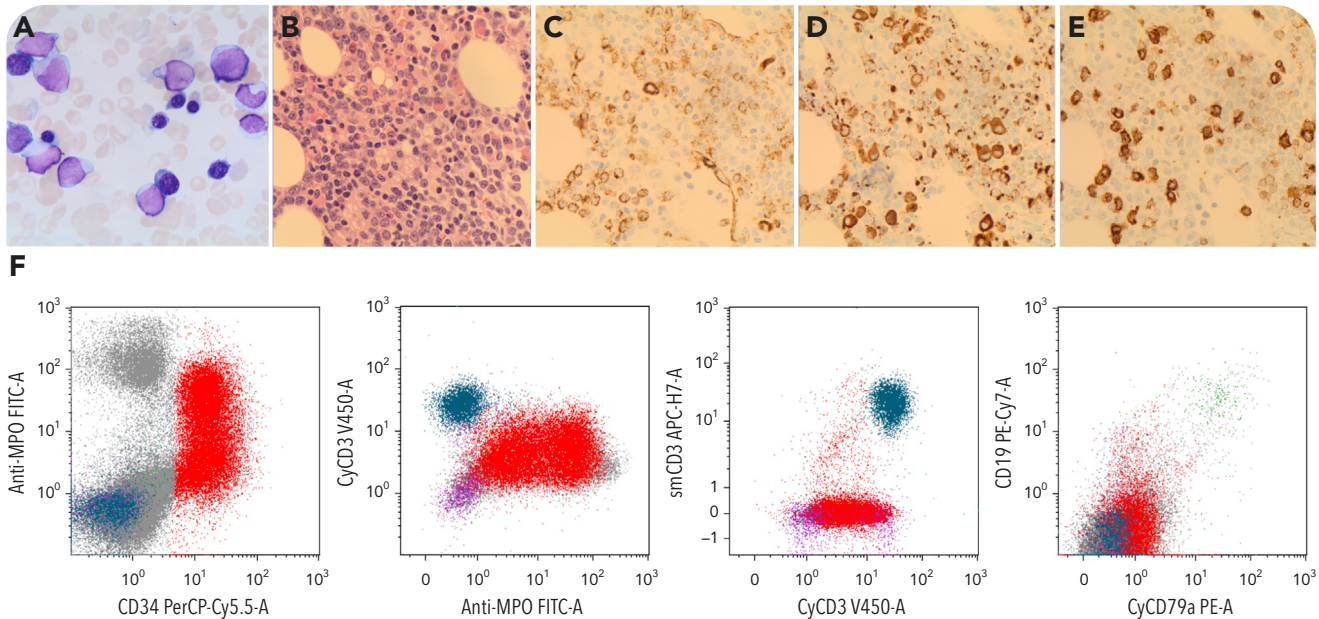 A B C D E
F
10³ 10³ 10³ 10³
10² 10² 10² 10²
10¹ 10¹ 10¹ 10¹
10⁰ 10⁰ 1 10⁰
0
–1
Anti-MPO FITC-A CyCD3 V450-A smCD3 APC-H7-A CD19 PE-Cy7-A
10⁰ 10¹ 10² 10³ 0 10⁰ 10¹ 10² 10³ 0 10⁰ 10¹ 10² 10³ 0 10⁰ 10¹ 10² 10³
CD34 PerCP-Cy5.5-A Anti-MPO FITC-A CyCD3 V450-A CyCD79a PE-A